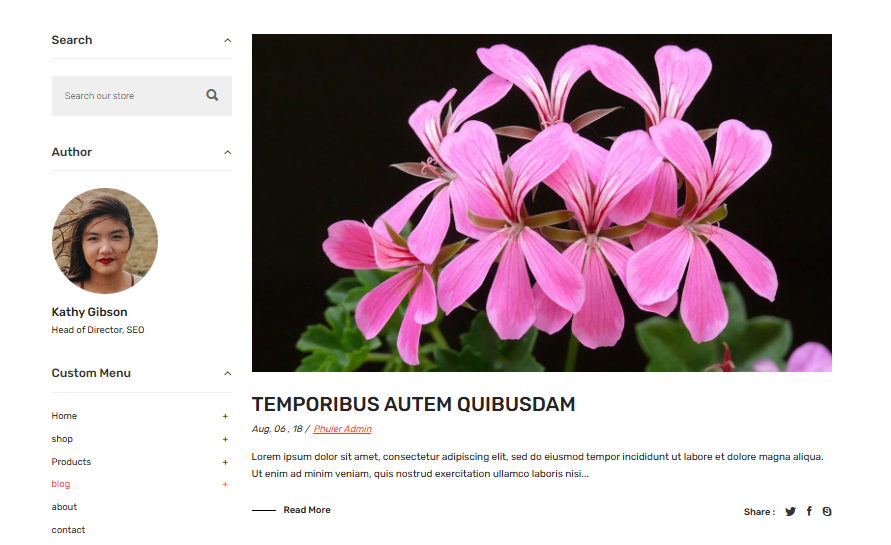 Search
Search our store
Author
Kathy Gibson
Head of Director, SEO
Custom Menu
Home +
shop +
Products +
blog +
about
contact
TEMPORIBUS AUTEM QUIBUSDAM
Aug, 06 , 18 / Phuler Admin
Lorem ipsum dolor sit amet, consectetur adipiscing elit, sed do eiusmod tempor incididunt ut labore et dolore magna aliqua.
Ut enim ad minim veniam, quis nostrud exercitation ullamco laboris nisi...
Read More
Share :